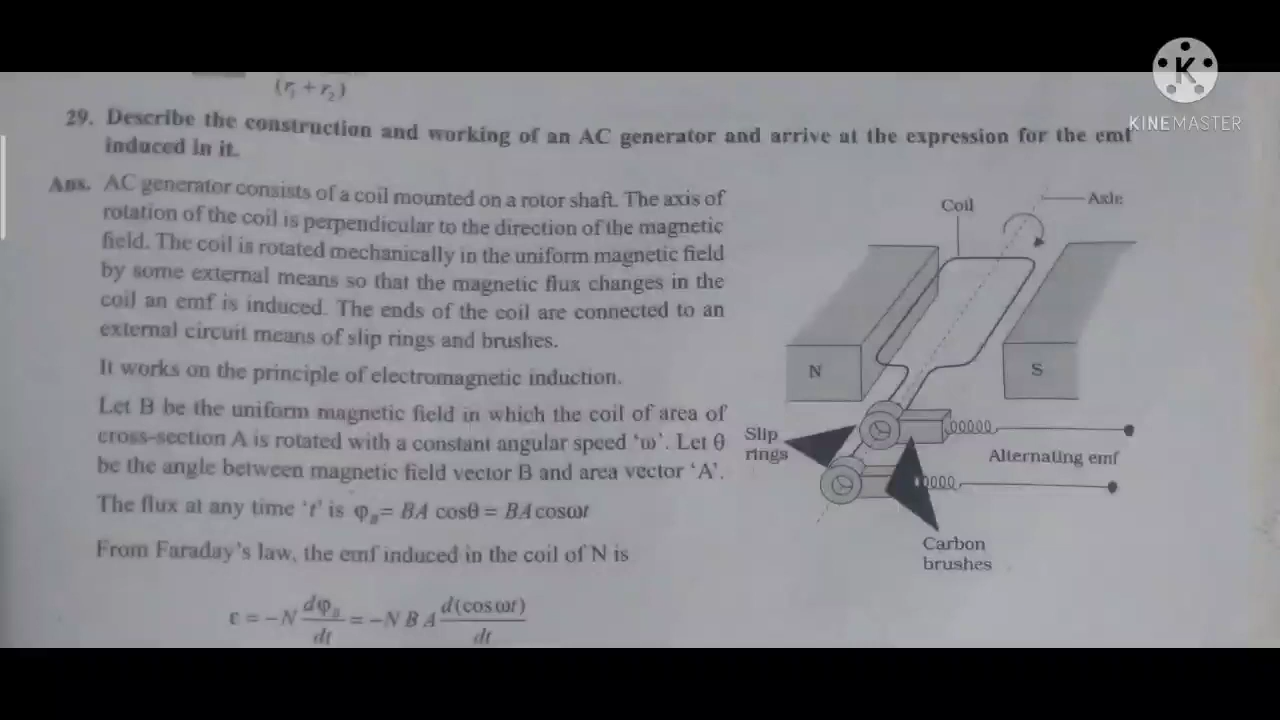 (r₁ + r₂)
K
KINEMASTER
29. Describe the construction and working of an AC generator and arrive at the expression for the emf
induced in it.
Ans. AC generator consists of a coil mounted on a rotor shaft. The axis of
rotation of the coil is perpendicular to the direction of the magnetic
field. The coil is rotated mechanically in the uniform magnetic field
by some external means so that the magnetic flux changes in the
coil an emf is induced. The ends of the coil are connected to an
external circuit means of slip rings and brushes.
It works on the principle of electromagnetic induction.
Let B be the uniform magnetic field in which the coil of area of
cross-section A is rotated with a constant angular speed ‘ω’. Let θ
be the angle between magnetic field vector B and area vector ‘A’.
The flux at any time ‘t’ is φ_B = BA cosθ = BA cosωt
From Faraday's law, the emf induced in the coil of N is
ε = −N dφ_B/dt = −N B A d(cos ωt)/dt
Coil
Axle
N
S
Slip
rings
Alternating emf
Carbon
brushes